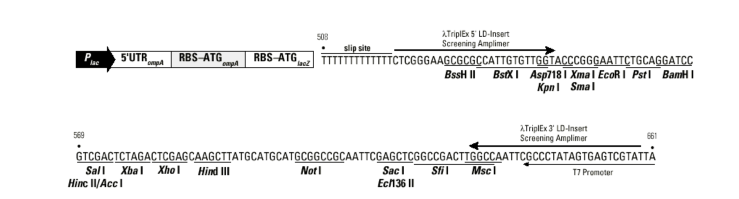 508 λTriplEx 5' LD-Insert
Screening Amplimer
slip site
Plac 5'UTRompA RBS–ATGompA RBS–ATGlacZ TTTTTTTTTTTTTCTCGGGAAGCGCGCCATTGTGTTGGTACCCGGGAATTCTGCAGGATCC
BssH II BstX I Asp718 I Xma I EcoR I Pst I BamH I
Kpn I Sma I
569 λTriplEx 3' LD-Insert 661
Screening Amplimer
GTCGACTCTAGACTCGAGCAAGCTTATGCATGCATGCGGCCGCAATTCGAGCTCGGCCGACTTGGCCAATTCGCCCTATAGTGAGTCGTATTA
Sal I Xba I Xho I Hind III Not I Sac I Sfi I Msc I T7 Promoter
Hinc II/Acc I Ecl136 II